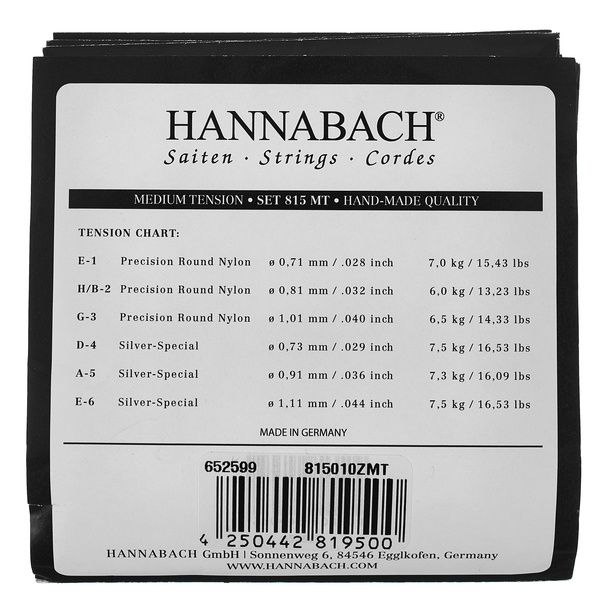 HANNABACH®
Saiten · Strings · Cordes
MEDIUM TENSION • SET 815 MT • HAND-MADE QUALITY
TENSION CHART:
E-1 Precision Round Nylon ø 0,71 mm / .028 inch 7,0 kg / 15,43 lbs
H/B-2 Precision Round Nylon ø 0,81 mm / .032 inch 6,0 kg / 13,23 lbs
G-3 Precision Round Nylon ø 1,01 mm / .040 inch 6,5 kg / 14,33 lbs
D-4 Silver-Special ø 0,73 mm / .029 inch 7,5 kg / 16,53 lbs
A-5 Silver-Special ø 0,91 mm / .036 inch 7,3 kg / 16,09 lbs
E-6 Silver-Special ø 1,11 mm / .044 inch 7,5 kg / 16,53 lbs
MADE IN GERMANY
652599 815010ZMT
4 250442 819500
HANNABACH GmbH | Sonnenweg 6, 84546 Egglkofen, Germany
WWW.HANNABACH.COM